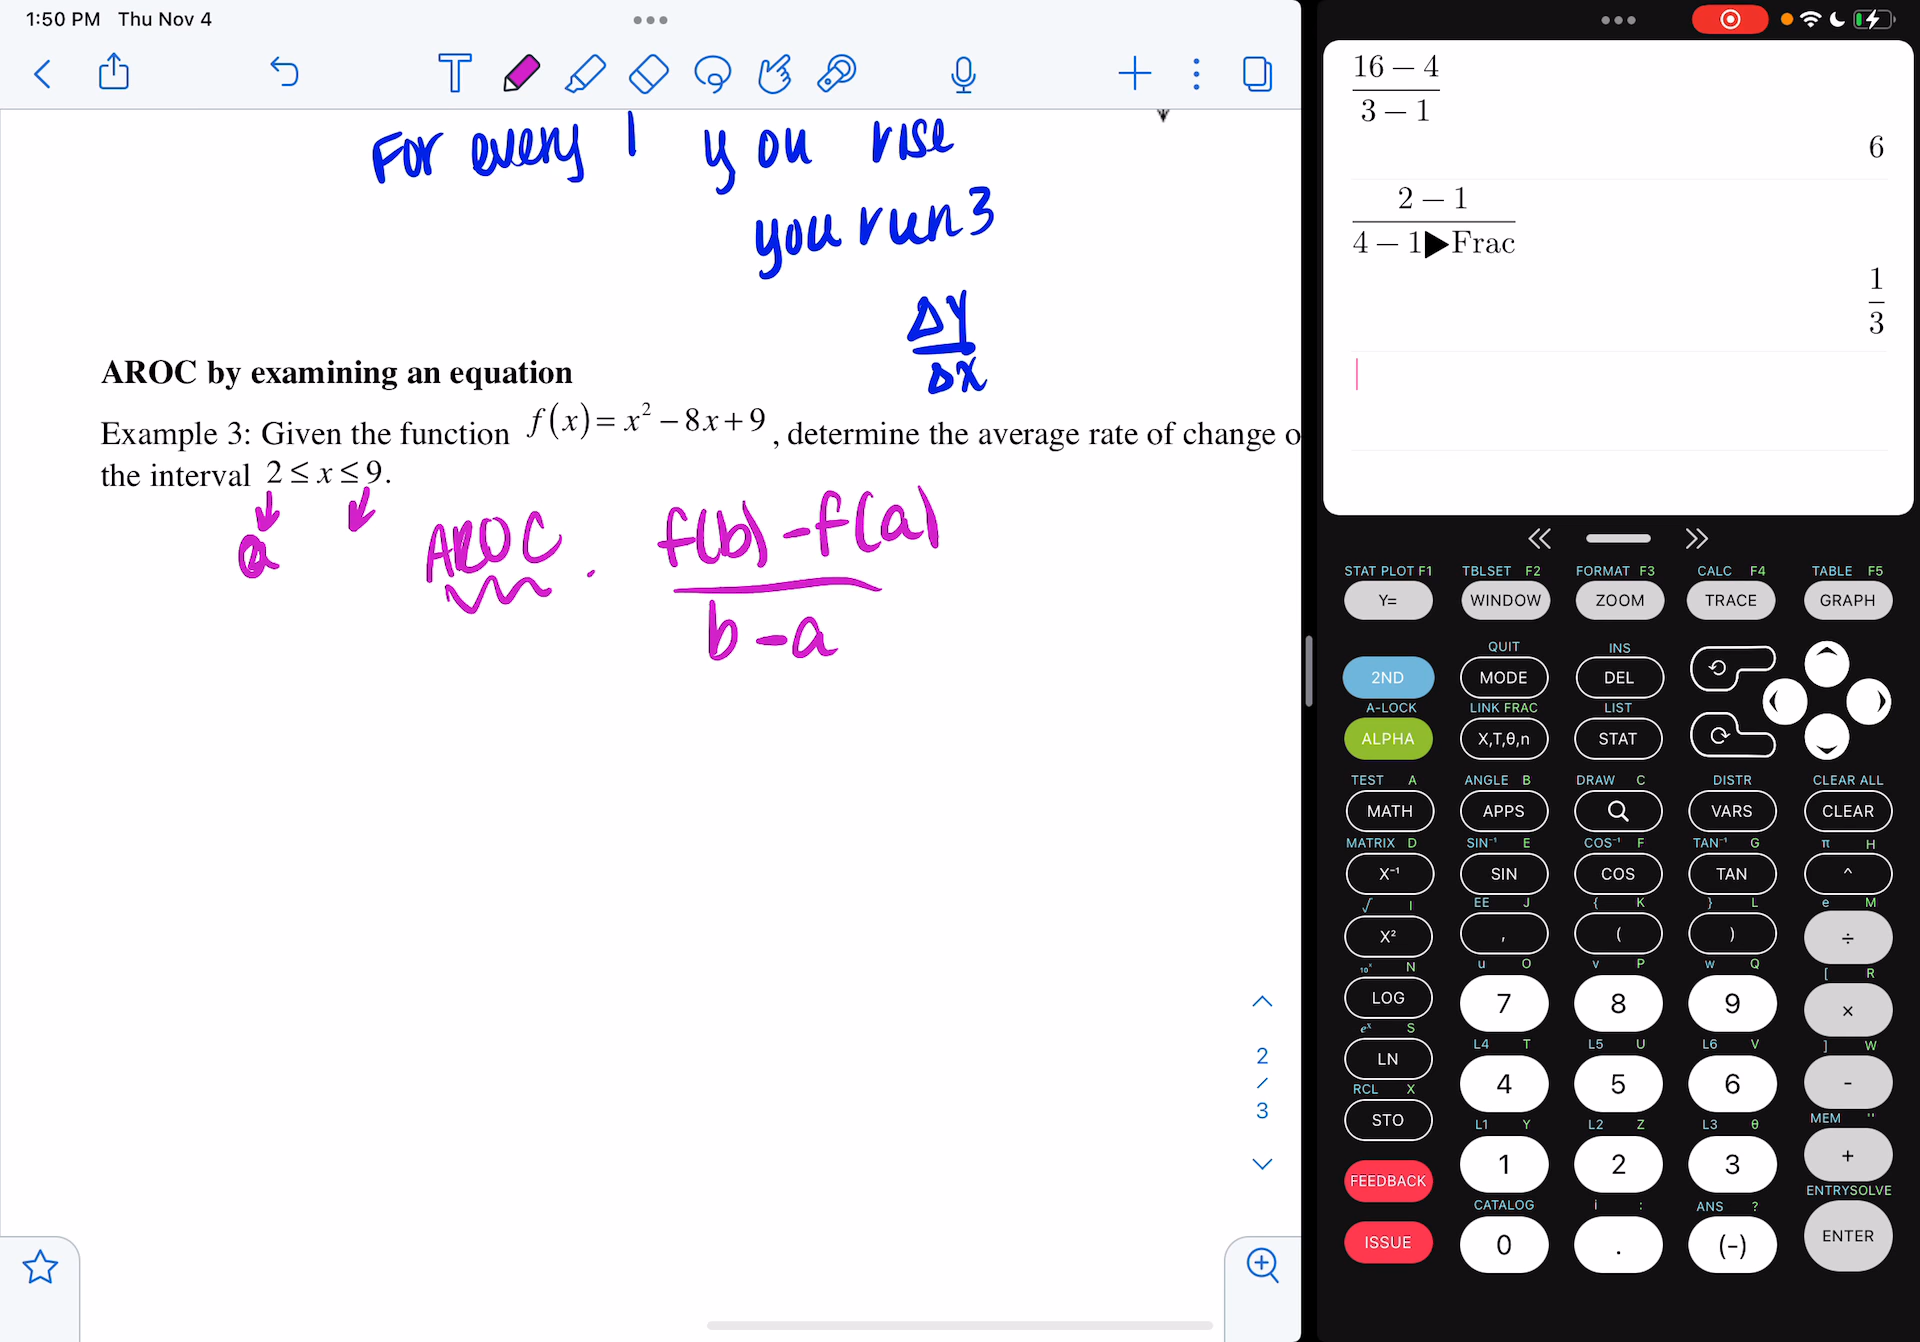 1:50 PM Thu Nov 4
T
For every 1 you rise
you run 3
ΔY
ΔX
AROC by examining an equation
Example 3: Given the function f(x) = x² − 8x + 9, determine the average rate of change o
the interval 2 ≤ x ≤ 9.
a
AROC. f(b) − f(a)
b − a
2
/
3
16 − 4
3 − 1
6
2 − 1
4 − 1▶Frac
1
3
STAT PLOT F1 TBLSET F2 FORMAT F3 CALC F4 TABLE F5
Y= WINDOW ZOOM TRACE GRAPH
QUIT INS
2ND MODE DEL
A-LOCK LINK FRAC LIST
ALPHA X,T,θ,n STAT
TEST A ANGLE B DRAW C DISTR CLEAR ALL
MATH APPS VARS CLEAR
MATRIX D SIN⁻¹ E COS⁻¹ F TAN⁻¹ G π H
X⁻¹ SIN COS TAN ^
√ I EE J { K } L e M
X² , ( ) ÷
10ˣ N u O v P w Q [ R
LOG 7 8 9 ×
eˣ S L4 T L5 U L6 V ] W
LN 4 5 6 -
RCL X L1 Y L2 Z L3 θ MEM "
STO 1 2 3 +
FEEDBACK
CATALOG i : ANS ? ENTRY SOLVE
ISSUE 0 . (-) ENTER